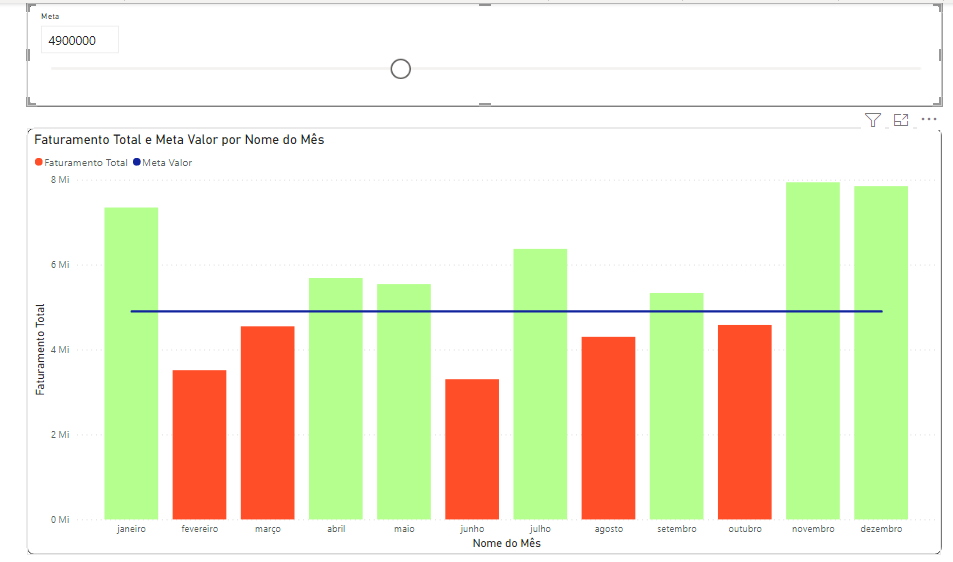 Meta
4900000
Faturamento Total e Meta Valor por Nome do Mês
Faturamento Total Meta Valor
8 Mi
6 Mi
4 Mi
2 Mi
0 Mi
Faturamento Total
janeiro fevereiro março abril maio junho julho agosto setembro outubro novembro dezembro
Nome do Mês